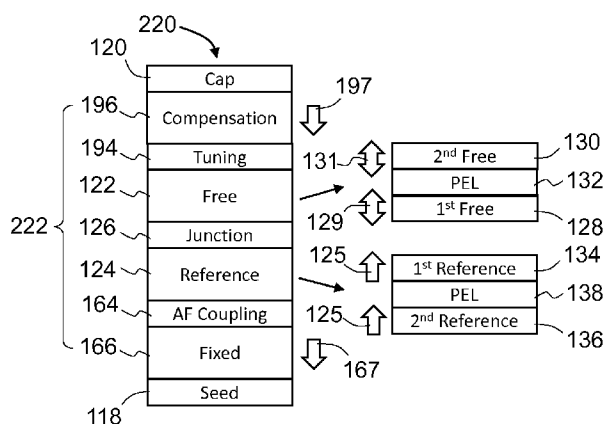 220
120 Cap
196 Compensation 197
194 Tuning 131 2nd Free 130
122 Free PEL 132
222 129 1st Free 128
126 Junction
124 Reference 125 1st Reference 134
PEL 138
164 AF Coupling 125 2nd Reference 136
166 Fixed 167
118 Seed